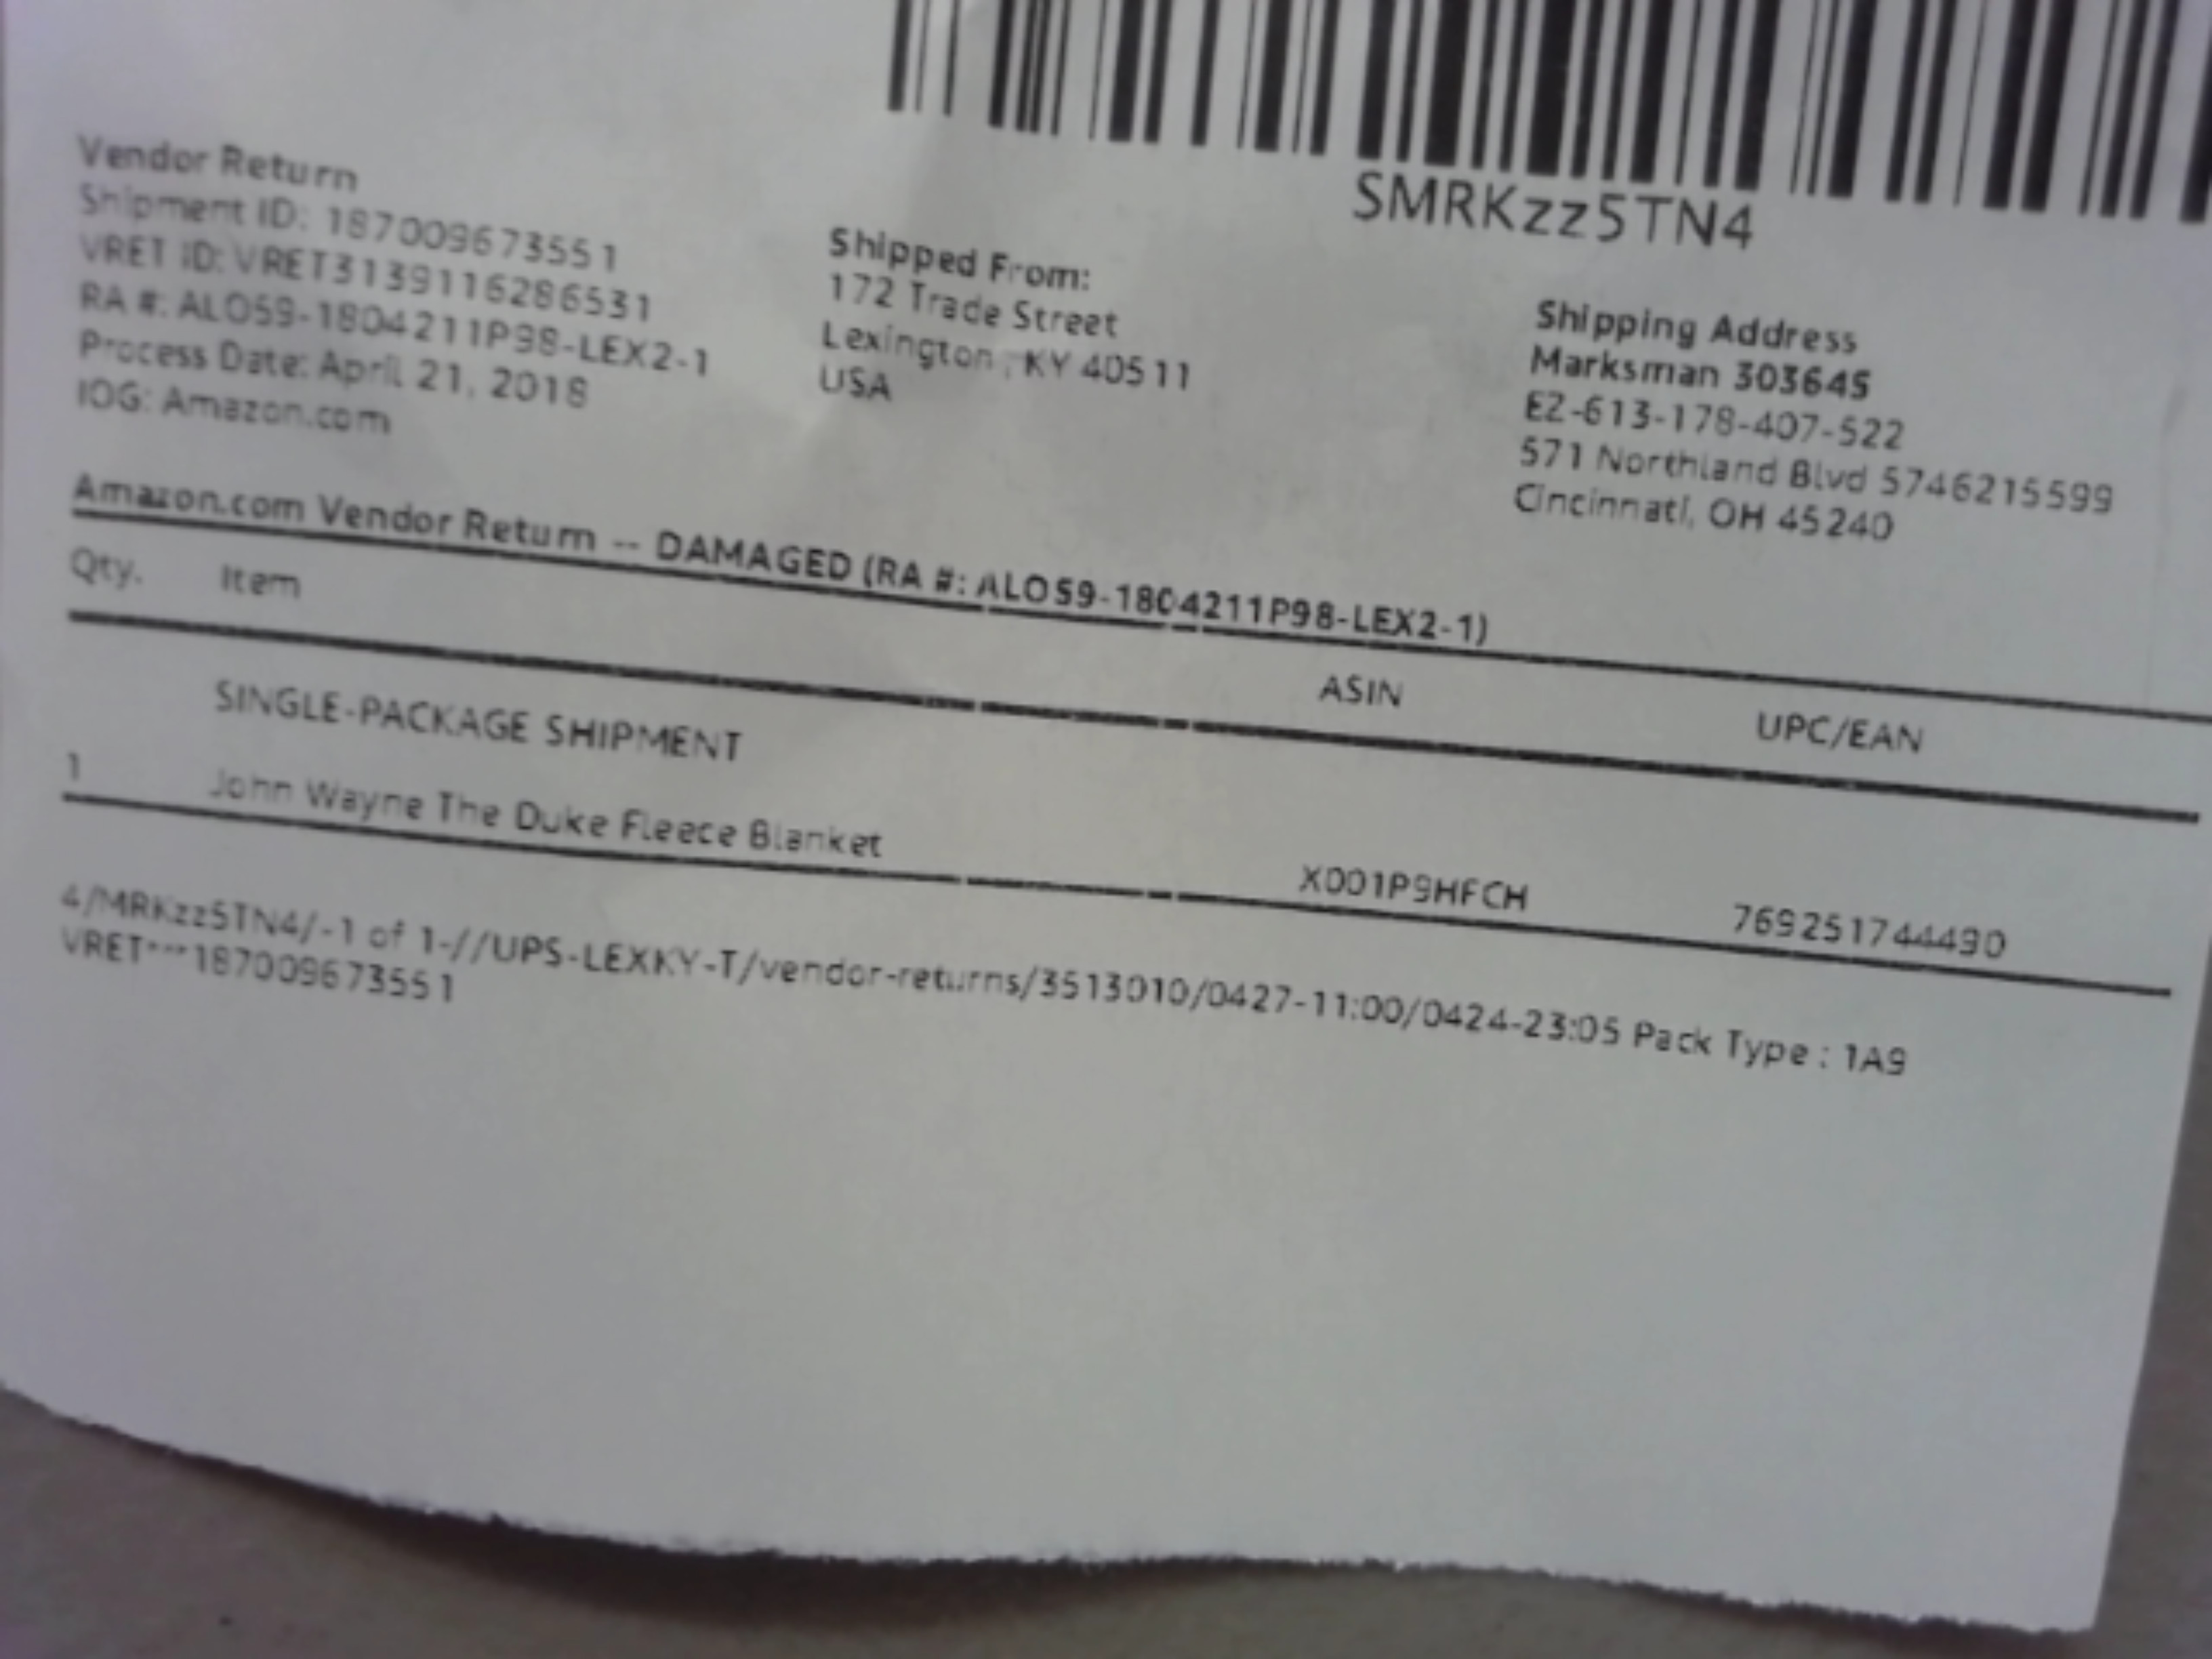 SMRKzz5TN4
Vendor Return
Shipment ID: 187009673551
VRET ID: VRET3139116286531
RA #: ALOS9-1804211P98-LEX2-1
Process Date: April 21, 2018
IOG: Amazon.com
Shipped From:
172 Trade Street
Lexington , KY 40511
USA
Shipping Address
Marksman 303645
EZ-613-178-407-522
571 Northland Blvd 5746215599
Cincinnati, OH 45240
Amazon.com Vendor Return -- DAMAGED (RA #: ALOS9-1804211P98-LEX2-1)
Qty. Item ASIN UPC/EAN
SINGLE-PACKAGE SHIPMENT
1 John Wayne The Duke Fleece Blanket X001P9HFCH 769251744490
4/MRKzz5TN4/-1 of 1-//UPS-LEXKY-T/vendor-returns/3513010/0427-11:00/0424-23:05 Pack Type : 1A9
VRET***187009673551